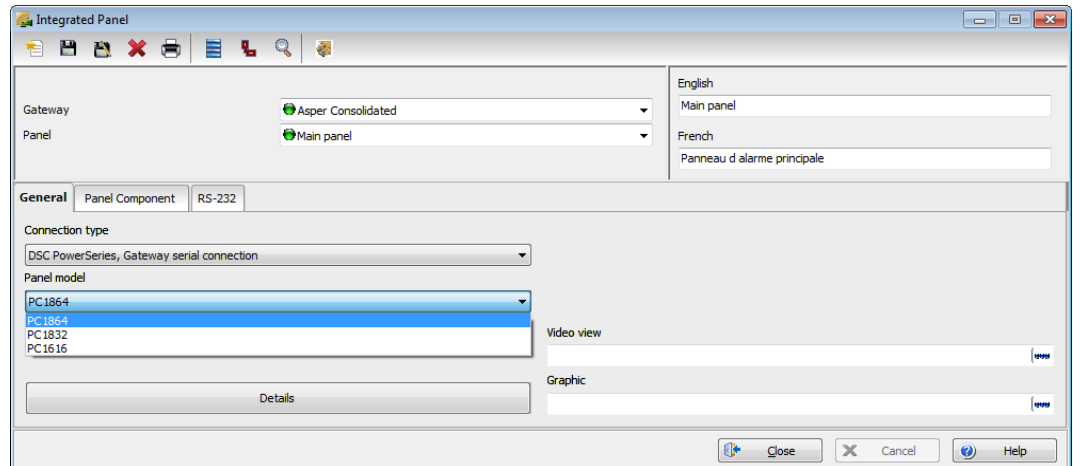 Integrated Panel
English
Gateway
Asper Consolidated
Main panel
Panel
Main panel
French
Panneau d alarme principale
General
Panel Component
RS-232
Connection type
DSC PowerSeries, Gateway serial connection
Panel model
PC1864
PC1864
PC1832
PC1616
Video view
Graphic
Details
Close
Cancel
Help